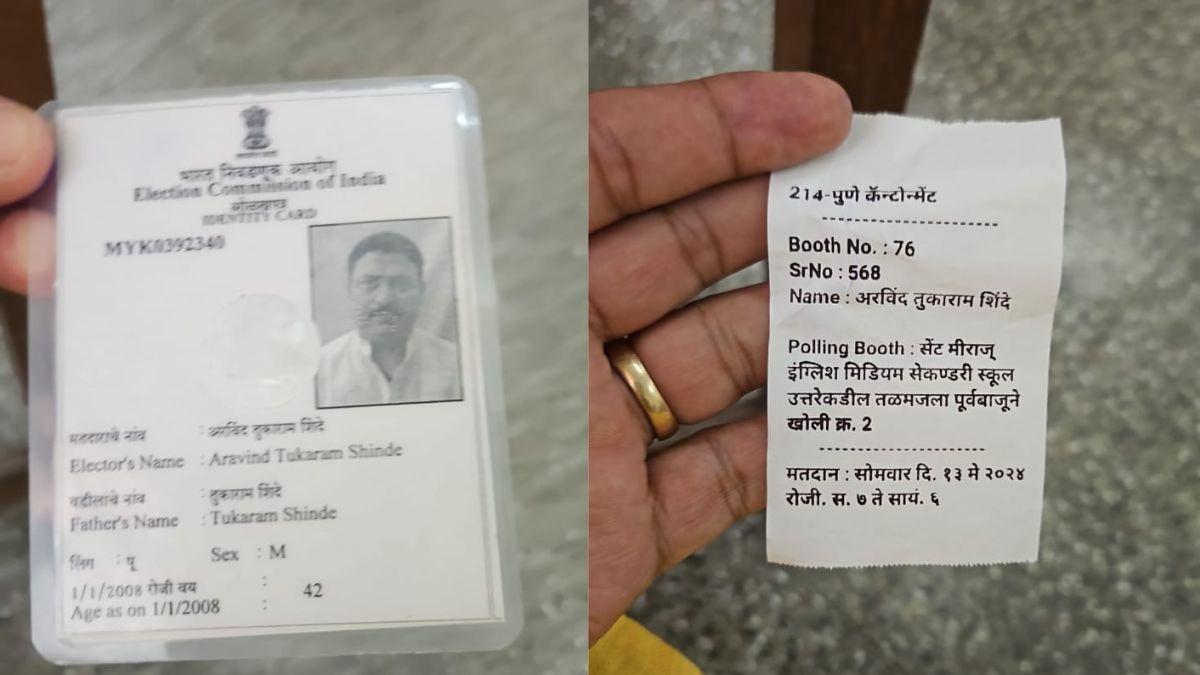 भारत निवडणूक आयोग
Election Commission of India
ओळखपत्र
IDENTITY CARD
MYK0392340
मतदाराचे नांव : अरविंद तुकाराम शिंदे
Elector's Name : Aravind Tukaram Shinde
वडीलांचे नांव : तुकाराम शिंदे
Father's Name : Tukaram Shinde
लिंग : पू Sex : M
1/1/2008 रोजी वय :
Age as on 1/1/2008 : 42
214-पुणे कॅन्टोन्मेंट
Booth No. : 76
SrNo : 568
Name : अरविंद तुकाराम शिंदे
Polling Booth : सेंट मीराज्
इंग्लिश मिडियम सेकण्डरी स्कूल
उत्तरेकडील तळमजला पूर्वबाजूने
खोली क्र. 2
मतदान : सोमवार दि. १३ मे २०२४
रोजी. स. ७ ते सायं. ६